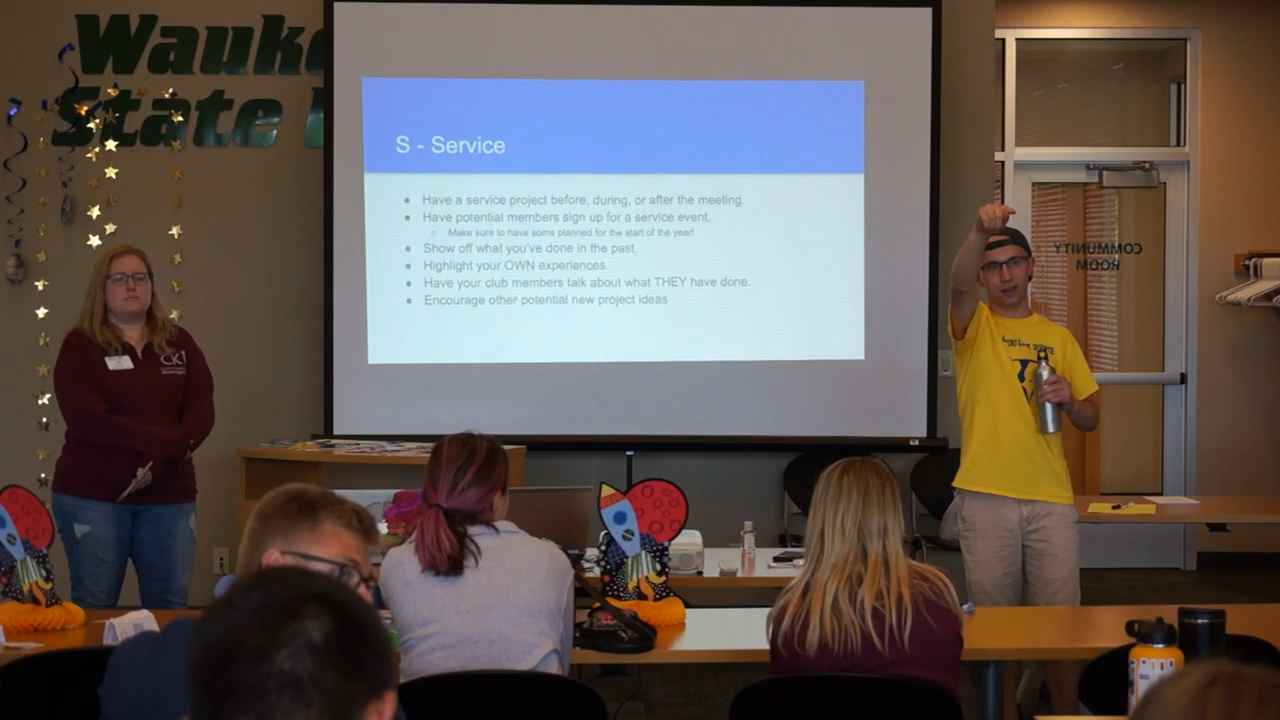 Wauke
State
S - Service
Have a service project before, during, or after the meeting.
Have potential members sign up for a service event.
Make sure to have some planned for the start of the year!
Show off what you've done in the past.
Highlight your OWN experiences.
Have your club members talk about what THEY have done.
Encourage other potential new project ideas
COMMUNITY
ROOM
CKI